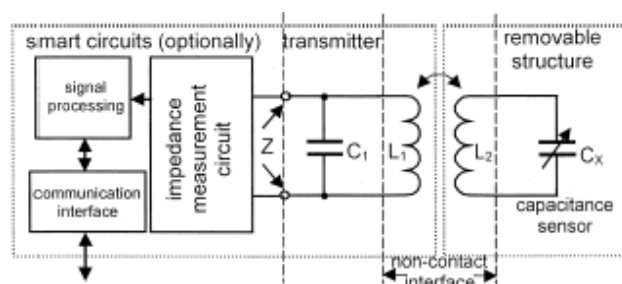 smart circuits (optionally)
transmitter
removable
structure
signal
processing
impedance
measurement
circuit
communication
interface
Z
C1
L1
L2
CX
capacitance
sensor
non-contact
interface